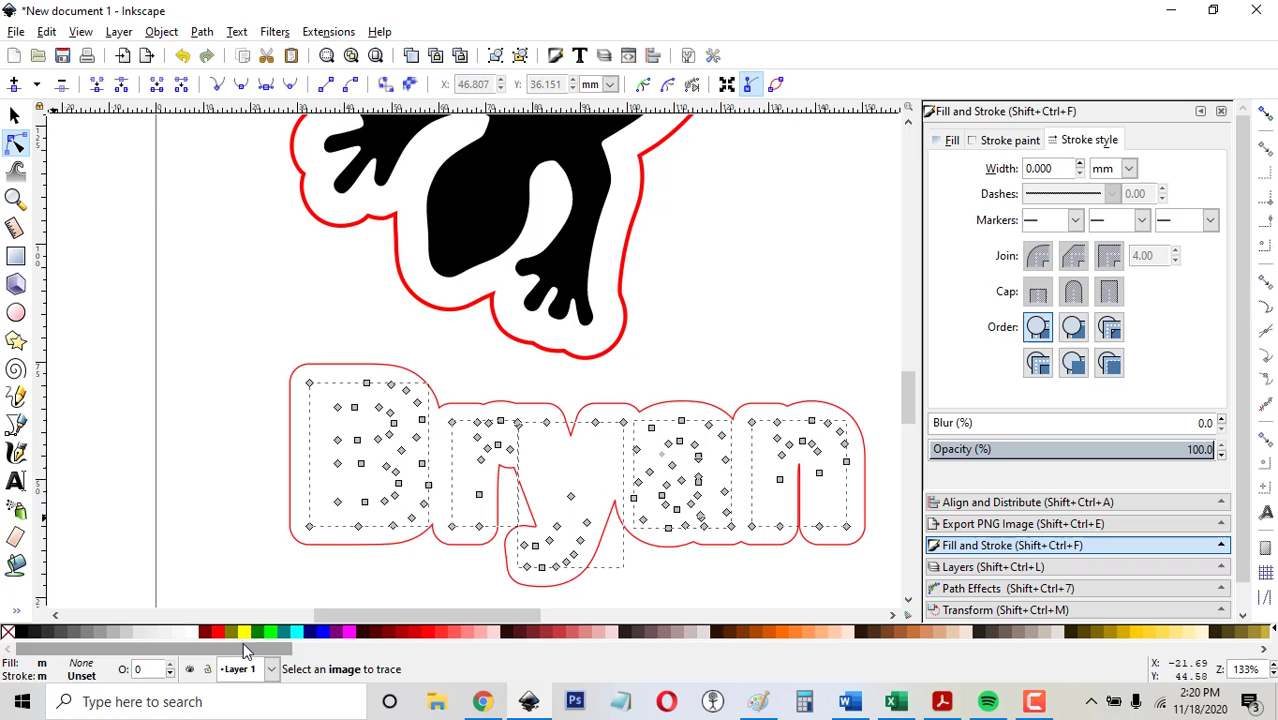 *New document 1 - Inkscape
File Edit View Layer Object Path Text Filters Extensions Help
X: 46.807 Y: 36.151 mm
Fill and Stroke (Shift+Ctrl+F)
Fill Stroke paint Stroke style
Width: 0.000 mm
Dashes: 0.00
Markers:
Join: 4.00
Cap:
Order:
Bryan
Blur (%) 0.0
Opacity (%) 100.0
Align and Distribute (Shift+Ctrl+A)
Export PNG Image (Shift+Ctrl+E)
Fill and Stroke (Shift+Ctrl+F)
Layers (Shift+Ctrl+L)
Path Effects (Shift+Ctrl+7)
Transform (Shift+Ctrl+M)
Fill: m None
Stroke: m Unset
O: 0
•Layer 1
Select an image to trace
X: -21.69
Y: 44.58
Z: 133%
Type here to search
2:20 PM
11/18/2020
3